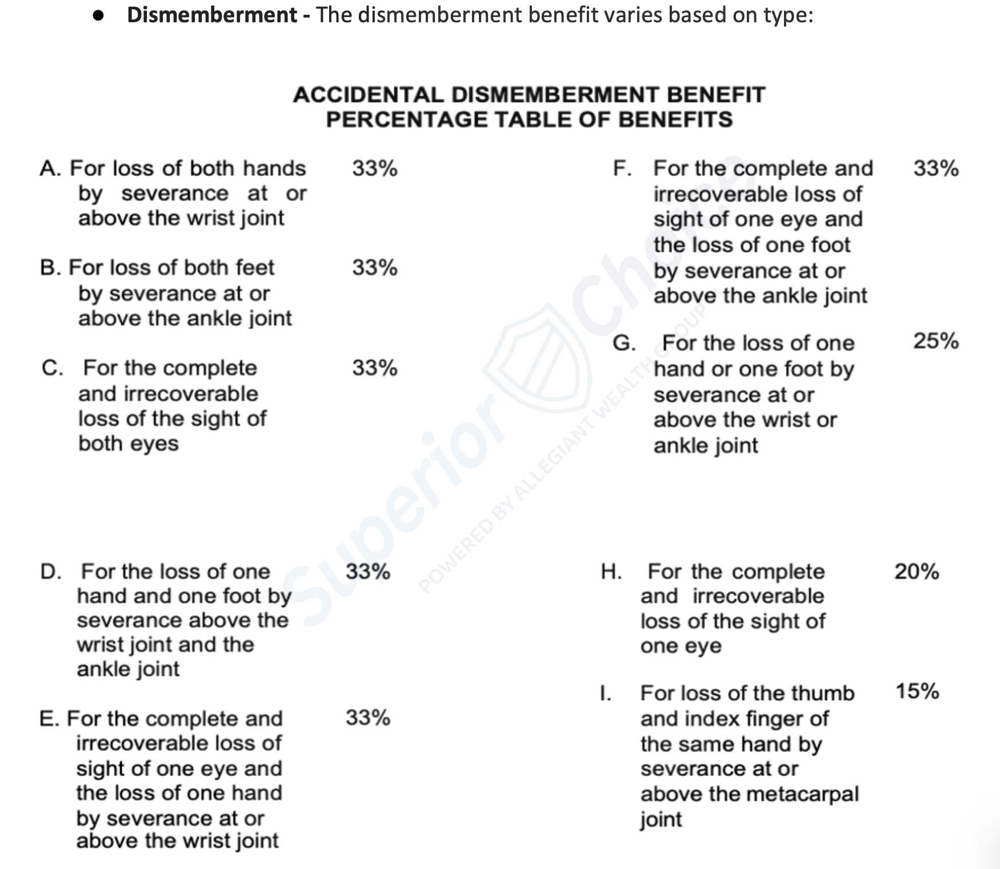 ● Dismemberment - The dismemberment benefit varies based on type:
ACCIDENTAL DISMEMBERMENT BENEFIT
PERCENTAGE TABLE OF BENEFITS
A. For loss of both hands 33%
by severance at or
above the wrist joint
B. For loss of both feet 33%
by severance at or
above the ankle joint
C. For the complete 33%
and irrecoverable
loss of the sight of
both eyes
D. For the loss of one 33%
hand and one foot by
severance above the
wrist joint and the
ankle joint
E. For the complete and 33%
irrecoverable loss of
sight of one eye and
the loss of one hand
by severance at or
above the wrist joint
F. For the complete and 33%
irrecoverable loss of
sight of one eye and
the loss of one foot
by severance at or
above the ankle joint
G. For the loss of one 25%
hand or one foot by
severance at or
above the wrist or
ankle joint
H. For the complete 20%
and irrecoverable
loss of the sight of
one eye
I. For loss of the thumb 15%
and index finger of
the same hand by
severance at or
above the metacarpal
joint
Superior Choice
POWERED BY ALLEGIANT WEALTH GROUP